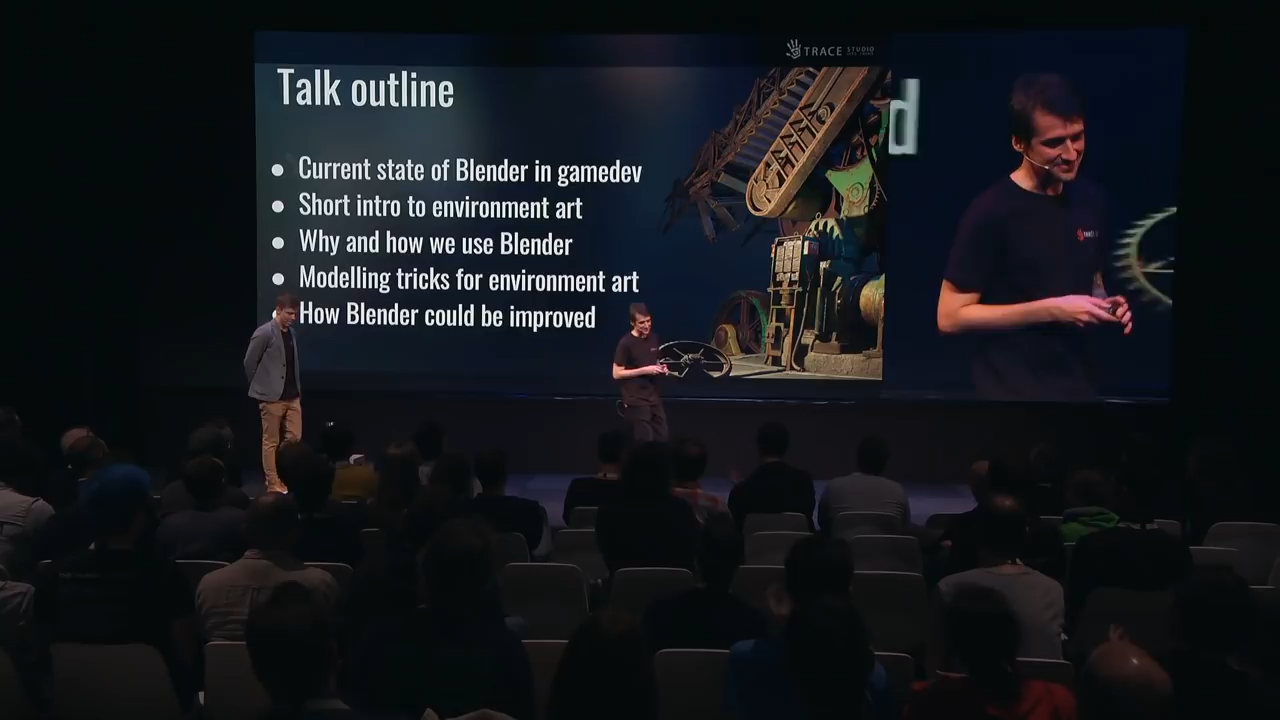 TRACE STUDIO
Talk outline
Current state of Blender in gamedev
Short intro to environment art
Why and how we use Blender
Modelling tricks for environment art
How Blender could be improved
d